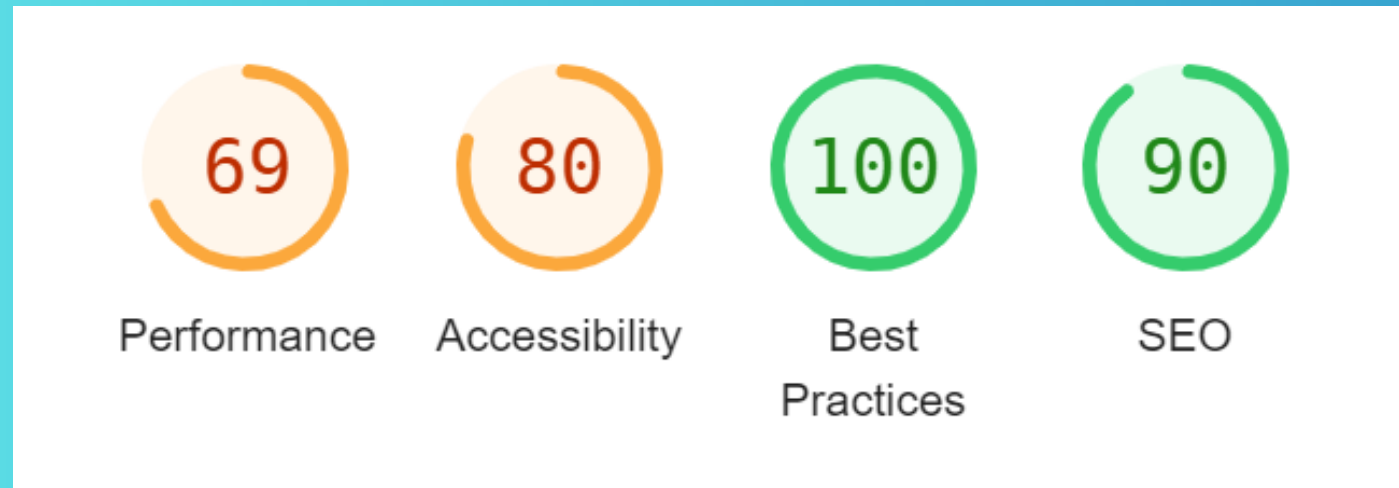 69
80
100
90
Performance
Accessibility
Best
Practices
SEO